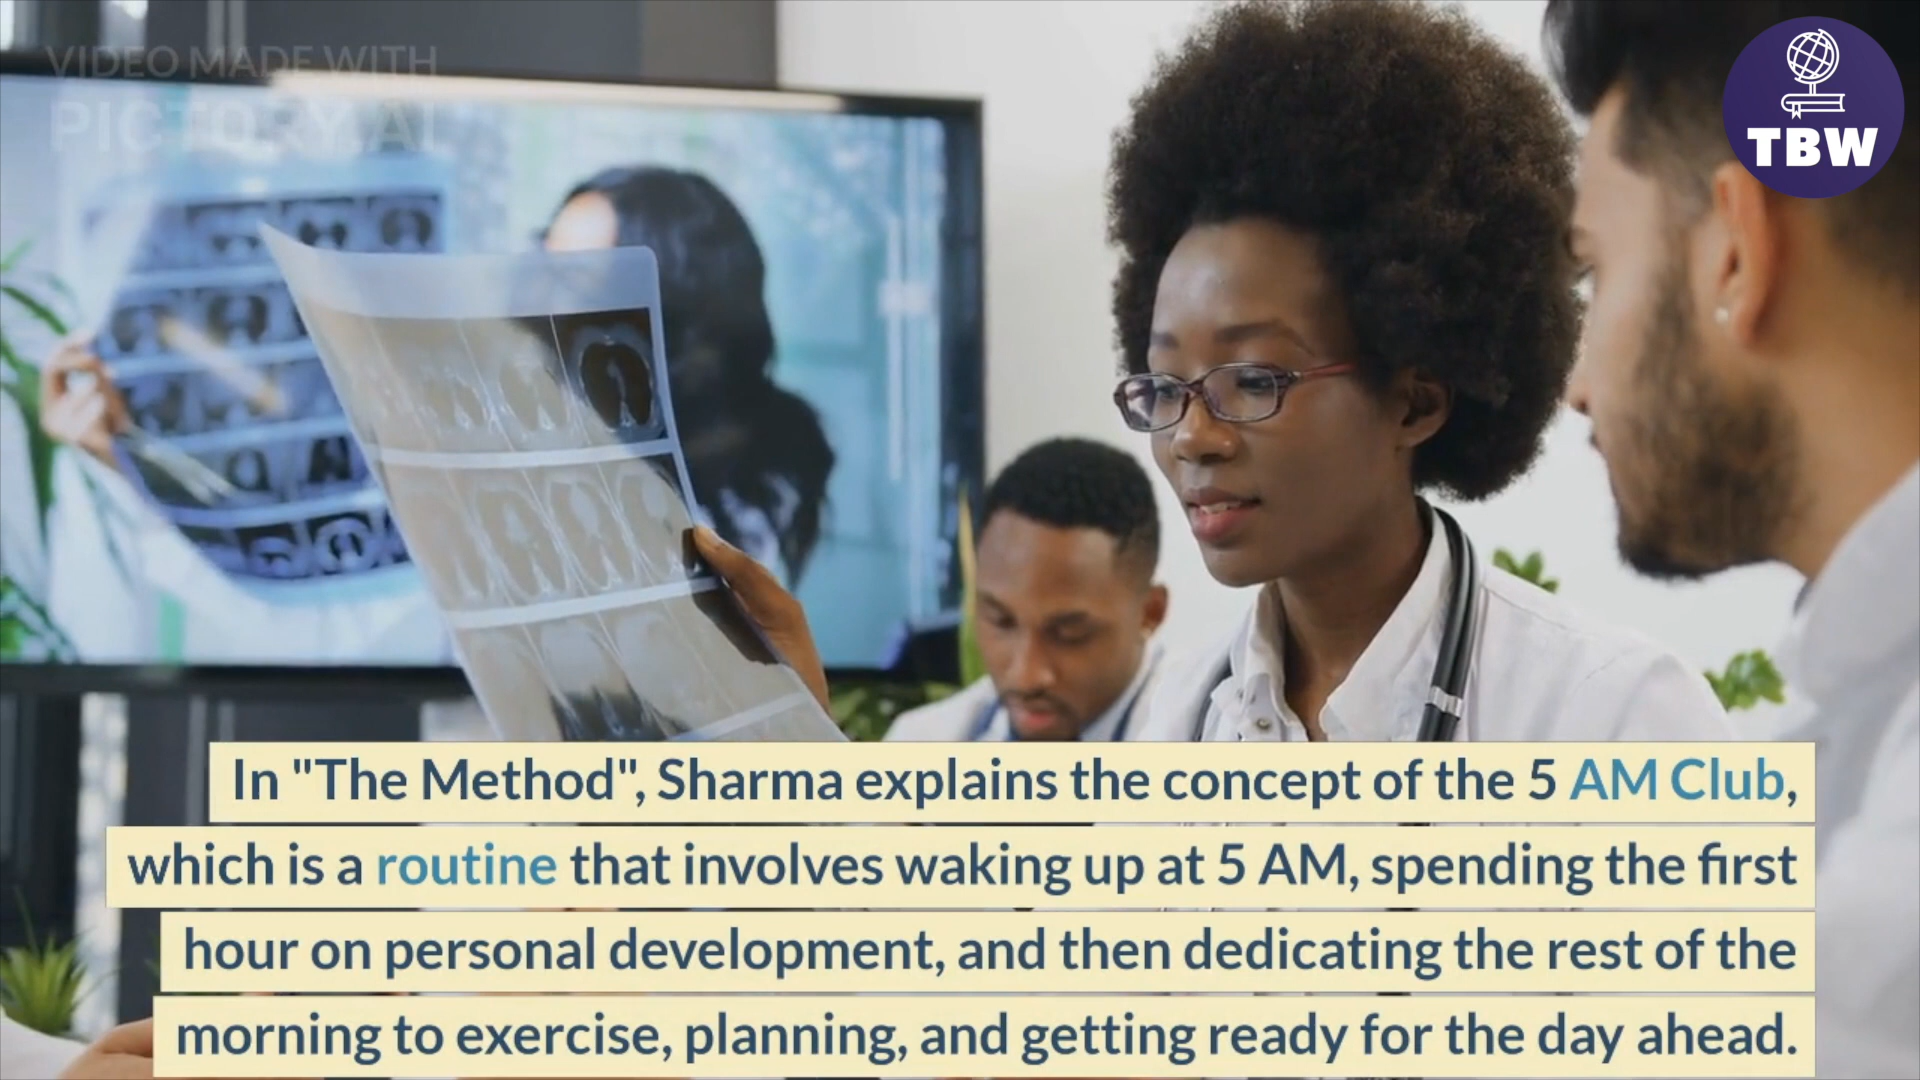 VIDEO MADE WITH
PICTORY.AI
TBW
In "The Method", Sharma explains the concept of the 5 AM Club,
which is a routine that involves waking up at 5 AM, spending the first
hour on personal development, and then dedicating the rest of the
morning to exercise, planning, and getting ready for the day ahead.